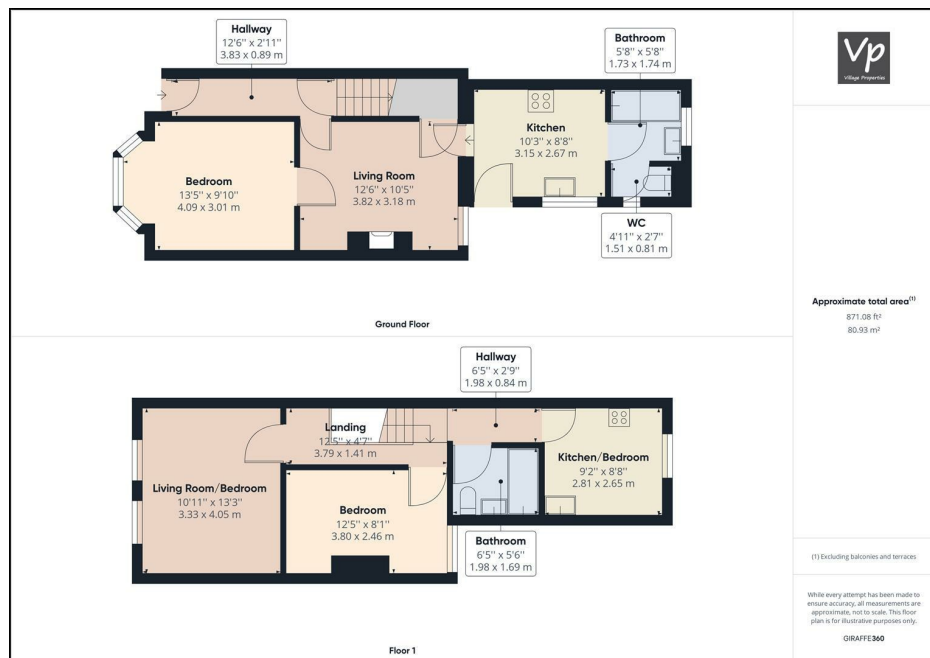 Hallway
12'6'' x 2'11''
3.83 x 0.89 m
Bathroom
5'8'' x 5'8''
1.73 x 1.74 m
Kitchen
10'3'' x 8'8''
3.15 x 2.67 m
Bedroom
13'5'' x 9'10''
4.09 x 3.01 m
Living Room
12'6'' x 10'5''
3.82 x 3.18 m
WC
4'11'' x 2'7''
1.51 x 0.81 m
Ground Floor
Hallway
6'5'' x 2'9''
1.98 x 0.84 m
Landing
12'5'' x 4'7''
3.79 x 1.41 m
Kitchen/Bedroom
9'2'' x 8'8''
2.81 x 2.65 m
Living Room/Bedroom
10'11'' x 13'3''
3.33 x 4.05 m
Bedroom
12'5'' x 8'1''
3.80 x 2.46 m
Bathroom
6'5'' x 5'6''
1.98 x 1.69 m
Floor 1
Vp
Village Properties
Approximate total area(1)
871.08 ft²
80.93 m²
(1) Excluding balconies and terraces
While every attempt has been made to
ensure accuracy, all measurements are
approximate, not to scale. This floor
plan is for illustrative purposes only.
GIRAFFE360